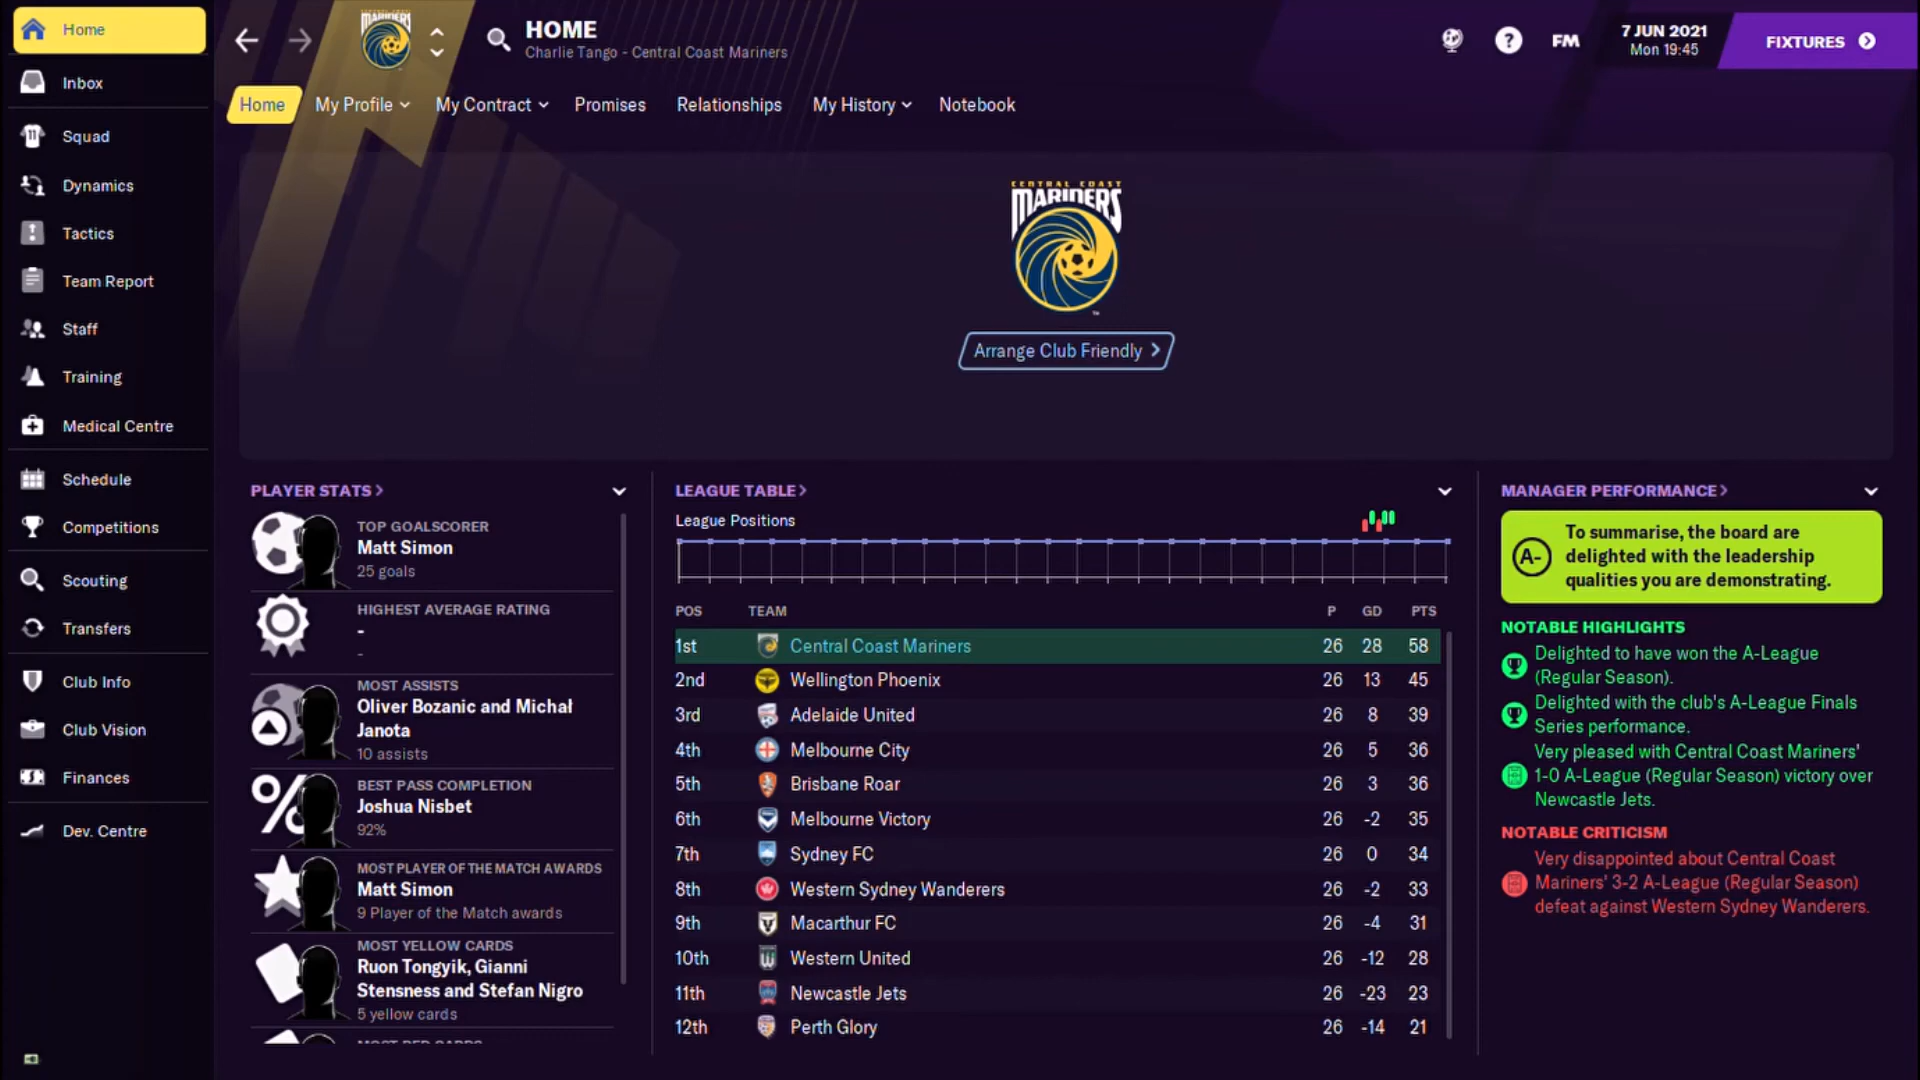 Home
Inbox
Squad
Dynamics
Tactics
Team Report
Staff
Training
Medical Centre
Schedule
Competitions
Scouting
Transfers
Club Info
Club Vision
Finances
Dev. Centre
HOME
Charlie Tango - Central Coast Mariners
FM
7 JUN 2021
Mon 19:45
FIXTURES
Home My Profile My Contract Promises Relationships My History Notebook
CENTRAL COAST
MARINERS
Arrange Club Friendly
PLAYER STATS
TOP GOALSCORER
Matt Simon
25 goals
HIGHEST AVERAGE RATING
-
-
MOST ASSISTS
Oliver Bozanic and Michał
Janota
10 assists
BEST PASS COMPLETION
Joshua Nisbet
92%
MOST PLAYER OF THE MATCH AWARDS
Matt Simon
9 Player of the Match awards
MOST YELLOW CARDS
Ruon Tongyik, Gianni
Stensness and Stefan Nigro
5 yellow cards
MOST RED CARDS
LEAGUE TABLE
League Positions
POS TEAM P GD PTS
1st Central Coast Mariners 26 28 58
2nd Wellington Phoenix 26 13 45
3rd Adelaide United 26 8 39
4th Melbourne City 26 5 36
5th Brisbane Roar 26 3 36
6th Melbourne Victory 26 -2 35
7th Sydney FC 26 0 34
8th Western Sydney Wanderers 26 -2 33
9th Macarthur FC 26 -4 31
10th Western United 26 -12 28
11th Newcastle Jets 26 -23 23
12th Perth Glory 26 -14 21
MANAGER PERFORMANCE
A-
To summarise, the board are
delighted with the leadership
qualities you are demonstrating.
NOTABLE HIGHLIGHTS
Delighted to have won the A-League
(Regular Season).
Delighted with the club's A-League Finals
Series performance.
Very pleased with Central Coast Mariners'
1-0 A-League (Regular Season) victory over
Newcastle Jets.
NOTABLE CRITICISM
Very disappointed about Central Coast
Mariners' 3-2 A-League (Regular Season)
defeat against Western Sydney Wanderers.